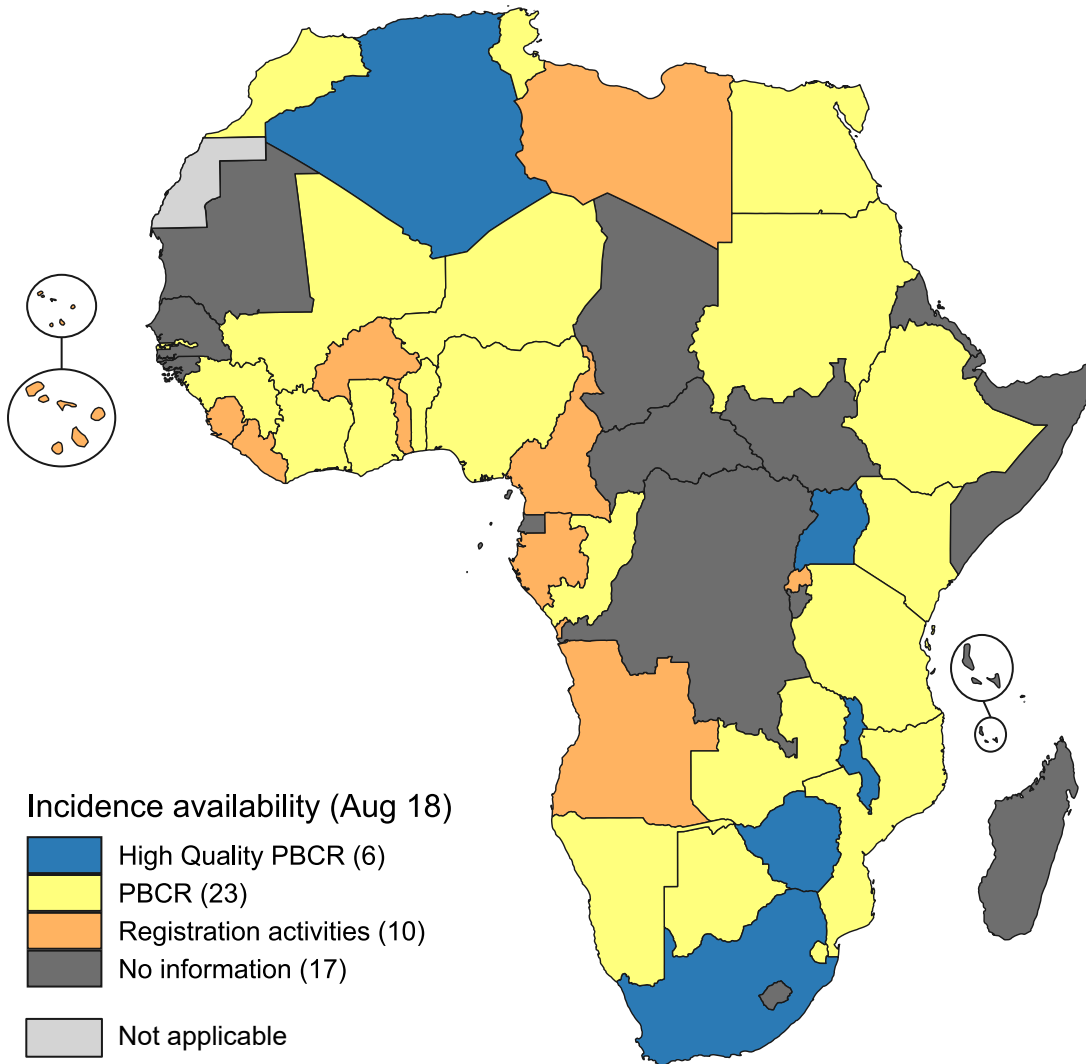 Incidence availability (Aug 18)
High Quality PBCR (6)
PBCR (23)
Registration activities (10)
No information (17)
Not applicable